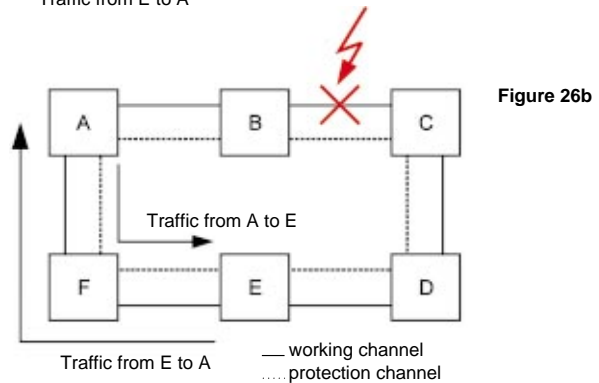 Traffic from E to A
Figure 26b
A
B
C
Traffic from A to E
F
E
D
Traffic from E to A
working channel
.....protection channel